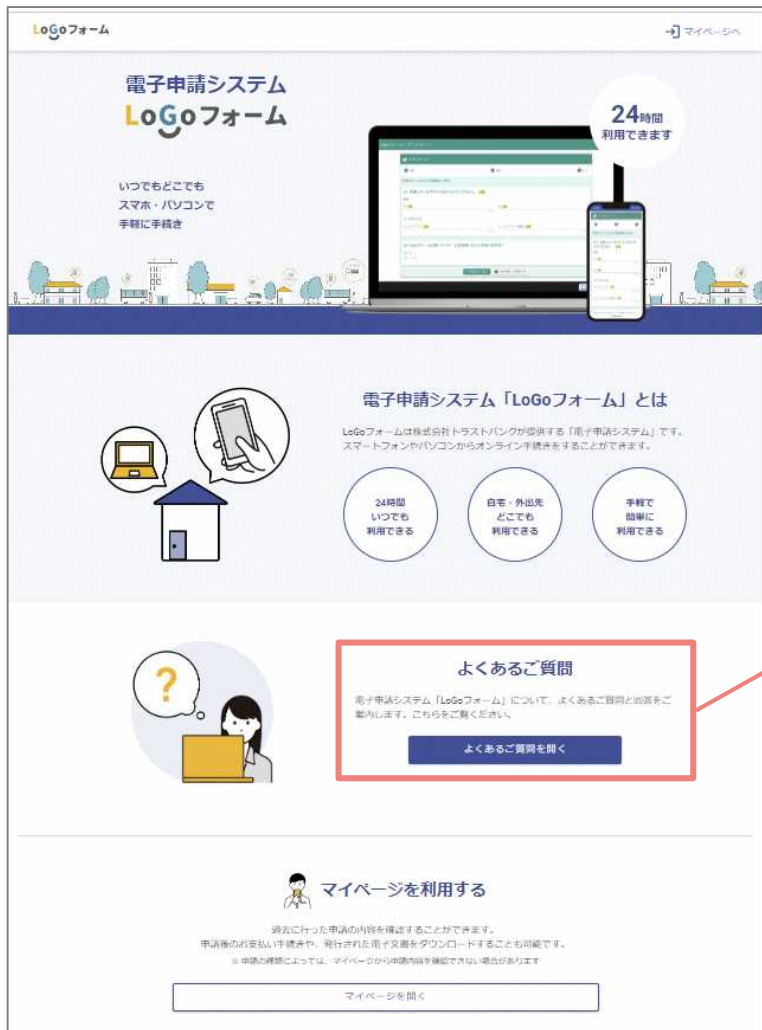 LoGoフォーム
マイページへ
電子申請システム
LoGoフォーム
24時間
利用できます
いつでもどこでも
スマホ・パソコンで
手軽に手続き
電子申請システム「LoGoフォーム」とは
LoGoフォームは株式会社トラストバンクが提供する「電子申請システム」です。
スマートフォンやパソコンからオンライン手続きをすることができます。
24時間
いつでも
利用できる
自宅・外出先
どこでも
利用できる
手軽で
簡単に
利用できる
?
よくあるご質問
電子申請システム「LoGoフォーム」について、よくあるご質問と回答をご
案内します。こちらをご覧ください。
よくあるご質問を開く
マイページを利用する
過去に行った申請の内容を確認することができます。
申請後のお支払い手続きや、発行された電子文書をダウンロードすることも可能です。
※ 申請の種類によっては、マイページから申請内容を確認できない場合があります
マイページを開く